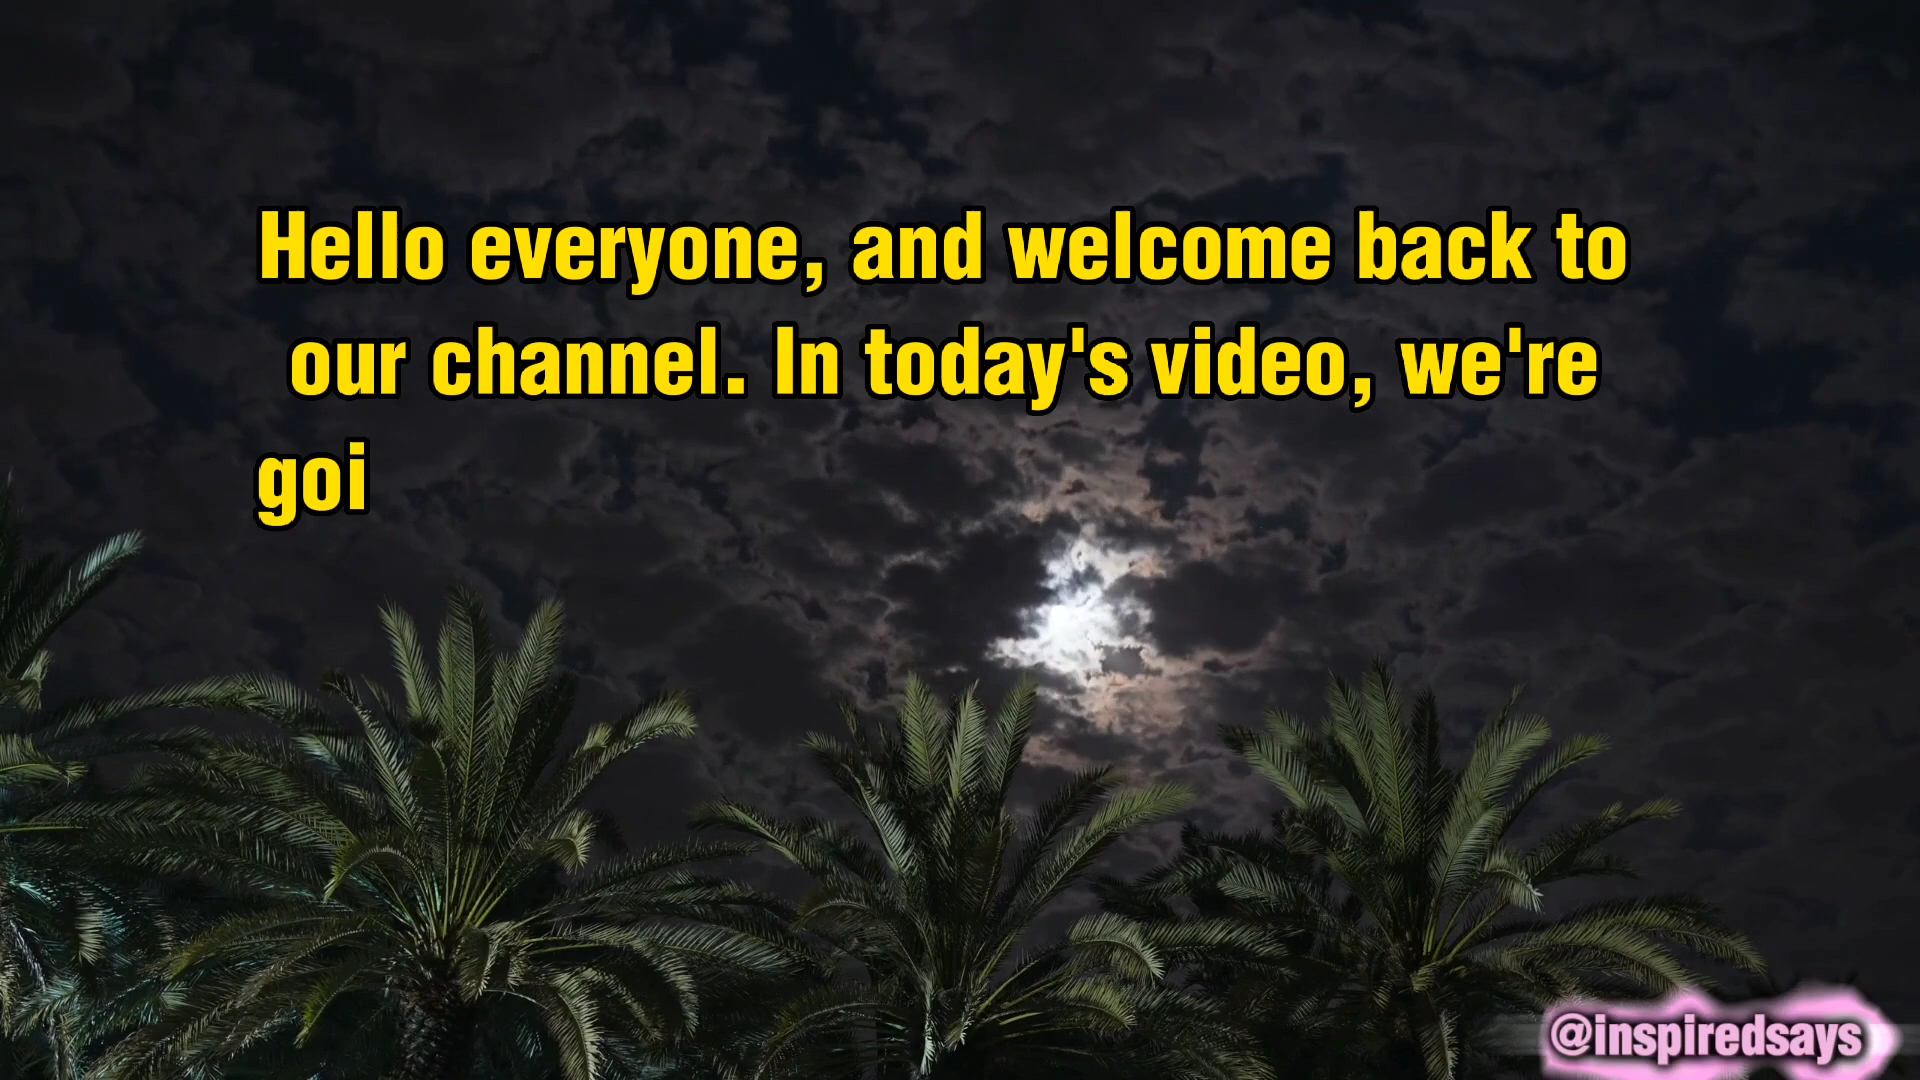 Hello everyone, and welcome back to
our channel. In today's video, we're
goi
@inspiredsays